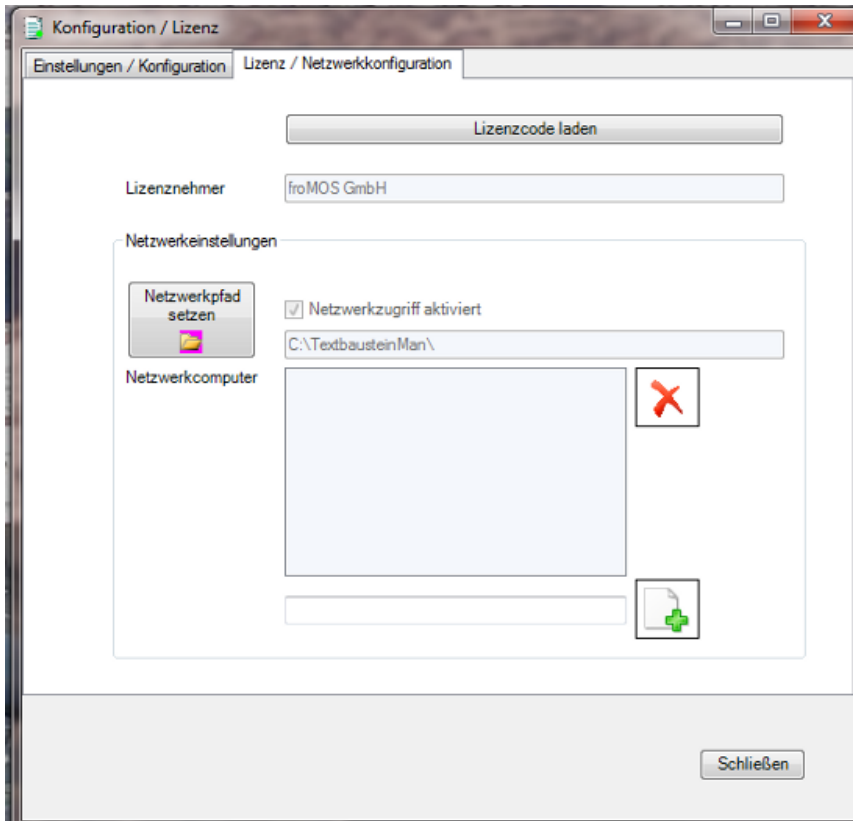 Konfiguration / Lizenz
Einstellungen / Konfiguration
Lizenz / Netzwerkkonfiguration
Lizenzcode laden
Lizenznehmer
froMOS GmbH
Netzwerkeinstellungen
Netzwerkpfad
setzen
Netzwerkzugriff aktiviert
C:\TextbausteinMan\
Netzwerkcomputer
Schließen